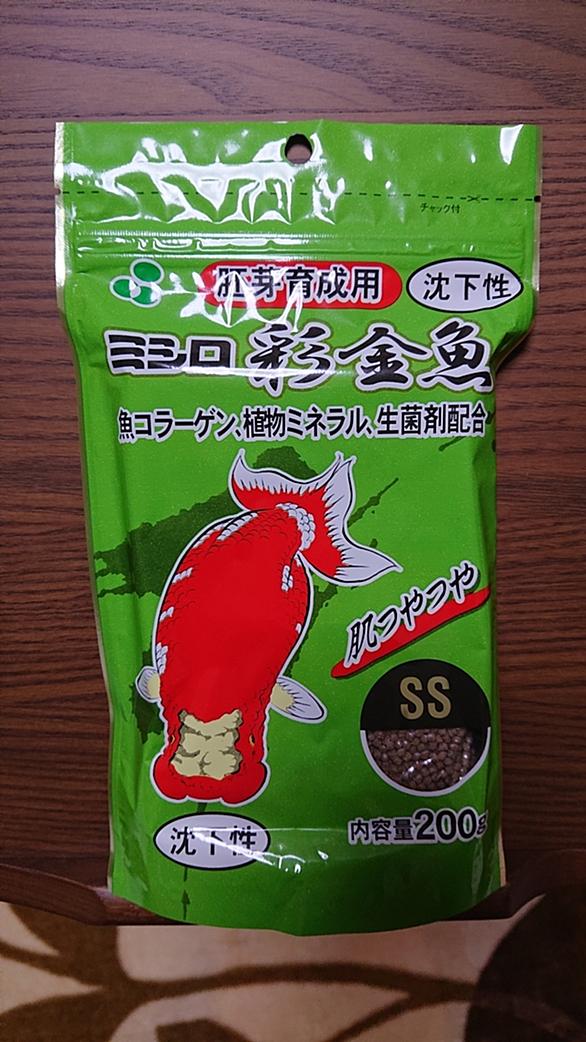 チャック付
胚芽育成用
沈下性
ミシロ 彩金魚
魚コラーゲン、植物ミネラル、生菌剤配合
肌つやつや
SS
沈下性
内容量200g